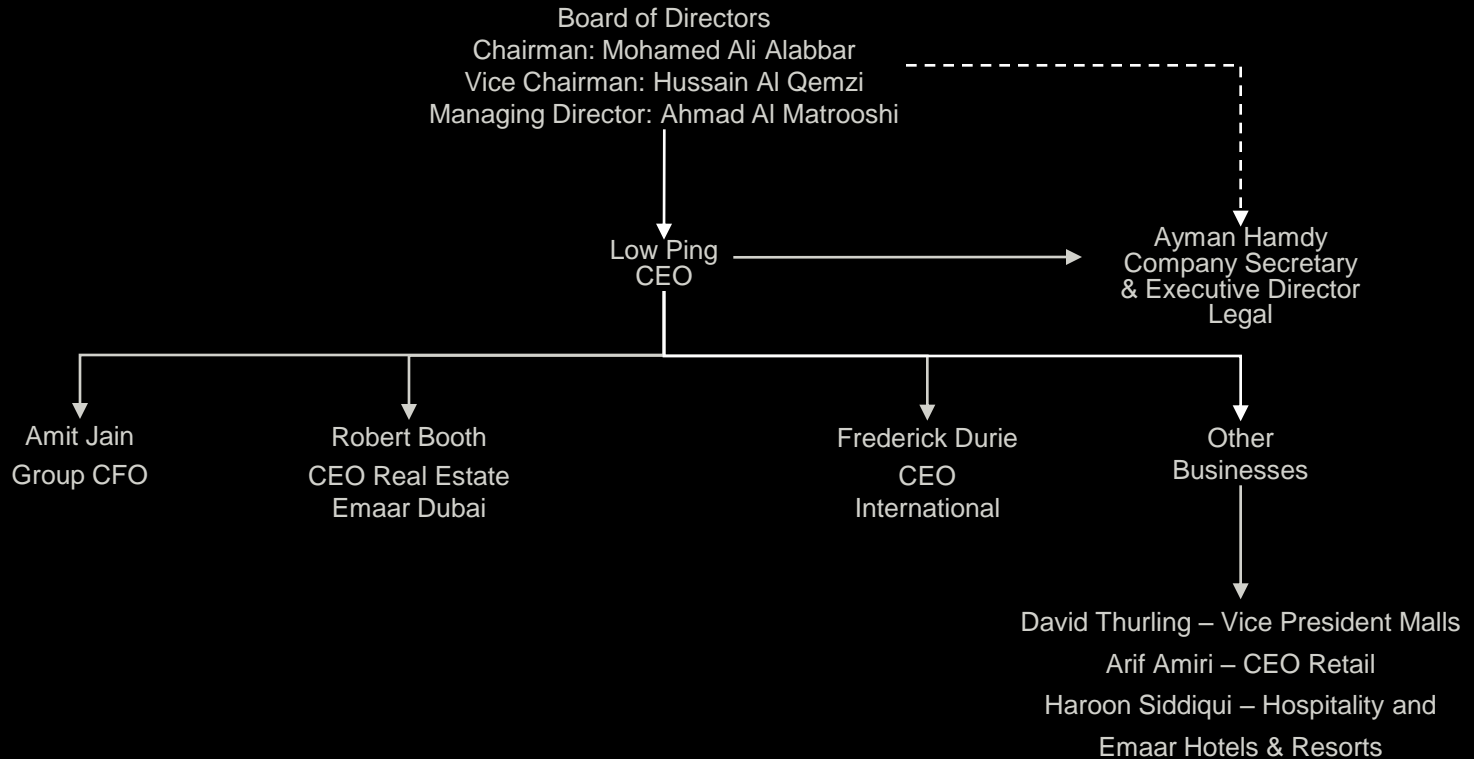 Board of Directors
Chairman: Mohamed Ali Alabbar
Vice Chairman: Hussain Al Qemzi
Managing Director: Ahmad Al Matrooshi
Low Ping
CEO
Ayman Hamdy
Company Secretary
& Executive Director
Legal
Amit Jain
Group CFO
Robert Booth
CEO Real Estate
Emaar Dubai
Frederick Durie
CEO
International
Other
Businesses
David Thurling – Vice President Malls
Arif Amiri – CEO Retail
Haroon Siddiqui – Hospitality and
Emaar Hotels & Resorts